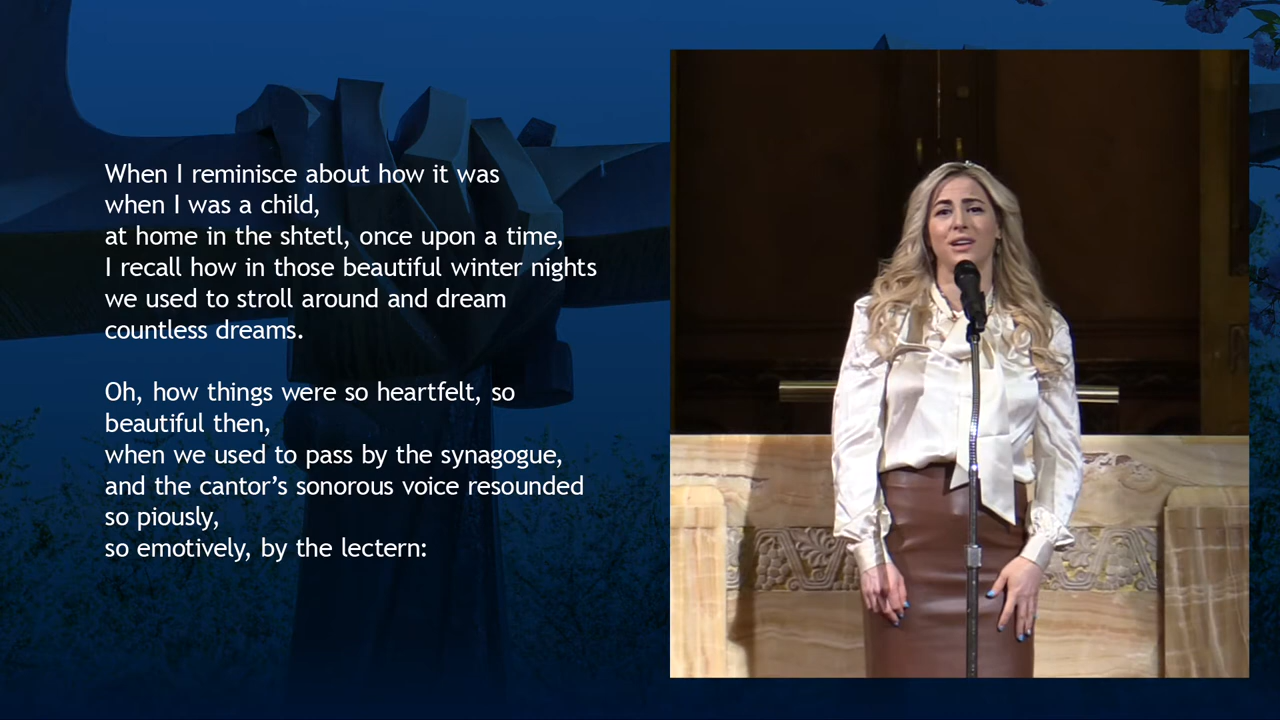 When I reminisce about how it was
when I was a child,
at home in the shtetl, once upon a time,
I recall how in those beautiful winter nights
we used to stroll around and dream
countless dreams.
Oh, how things were so heartfelt, so
beautiful then,
when we used to pass by the synagogue,
and the cantor’s sonorous voice resounded
so piously,
so emotively, by the lectern: